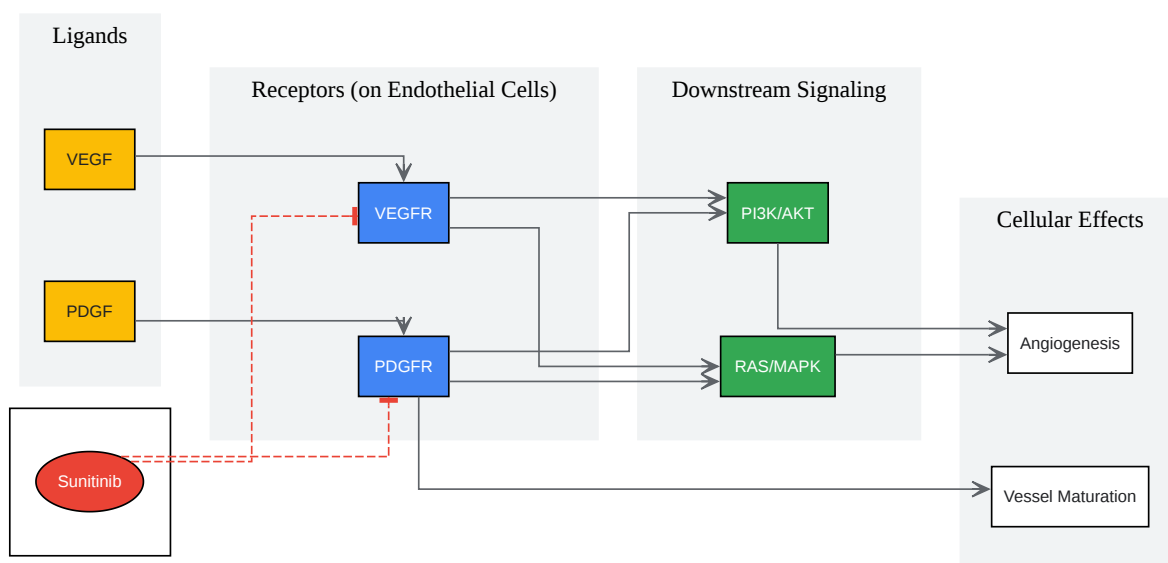 Ligands
VEGF
PDGF
Sunitinib
Receptors (on Endothelial Cells)
VEGFR
PDGFR
Downstream Signaling
PI3K/AKT
RAS/MAPK
Cellular Effects
Angiogenesis
Vessel Maturation